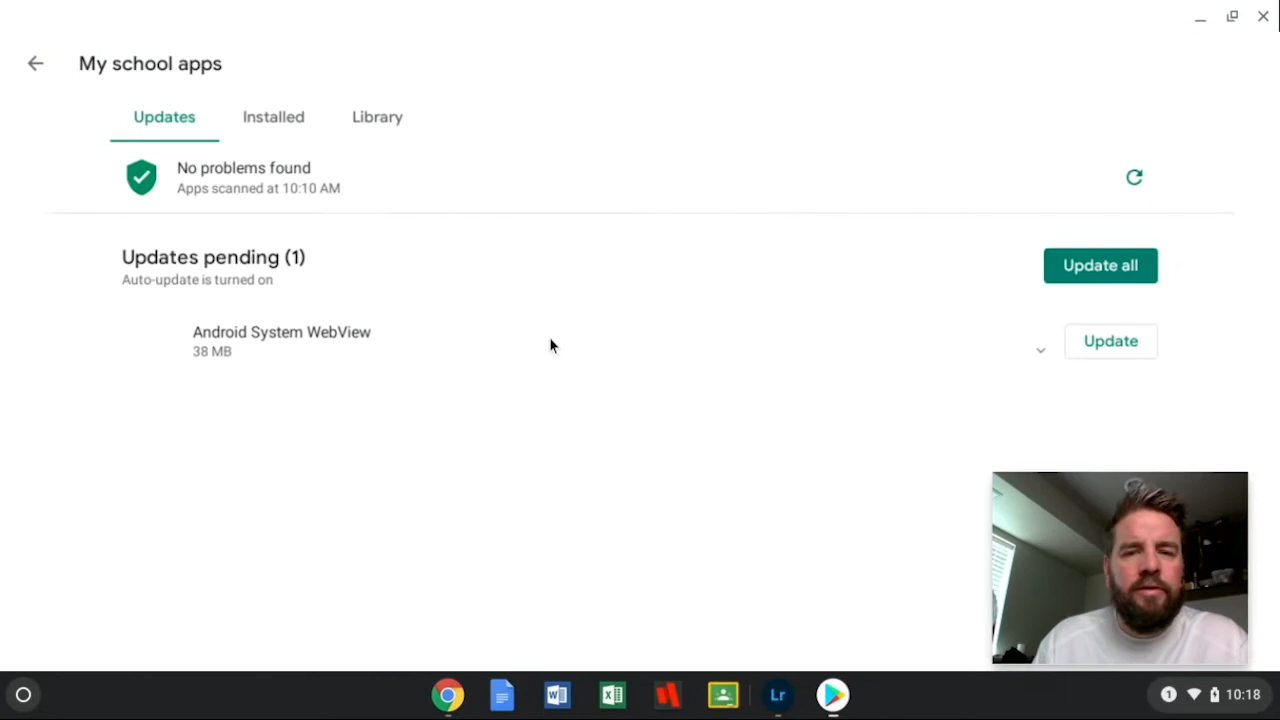 My school apps
Updates
Installed
Library
No problems found
Apps scanned at 10:10 AM
Updates pending (1)
Auto-update is turned on
Update all
Android System WebView
38 MB
Update
Lr
1
10:18